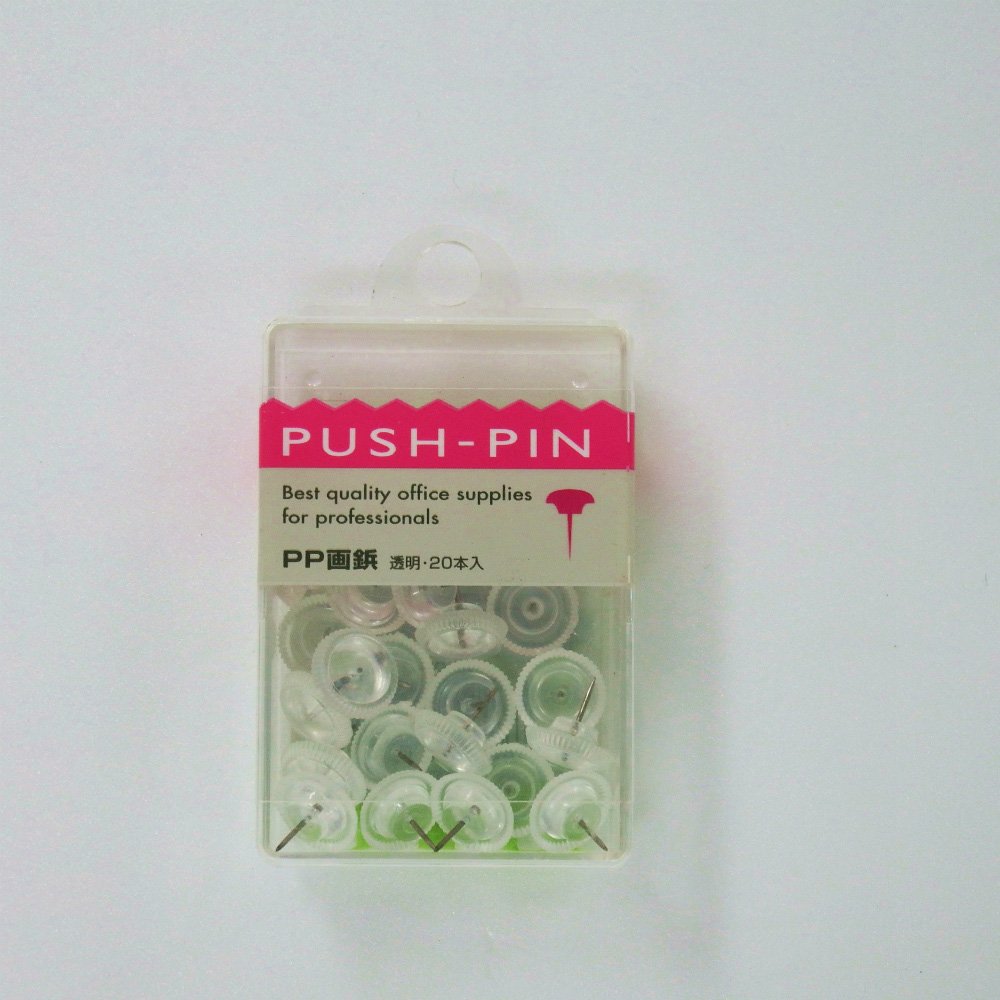 PUSH-PIN
Best quality office supplies
for professionals
PP画鋲 透明・20本入